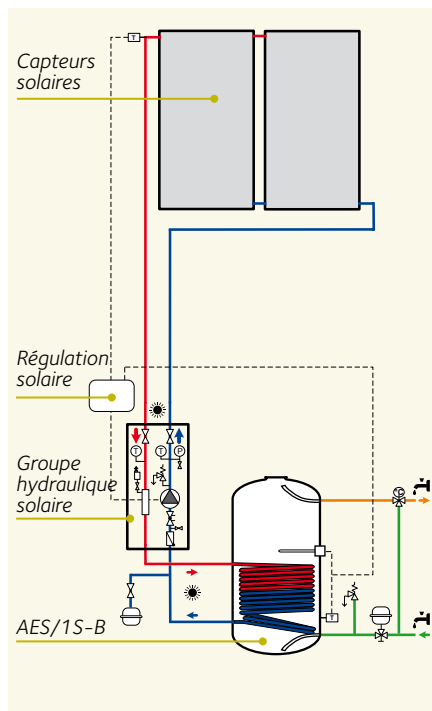 T
Capteurs
solaires
Régulation
solaire
T
T
P
Groupe
hydraulique
solaire
T
AES/1S-B